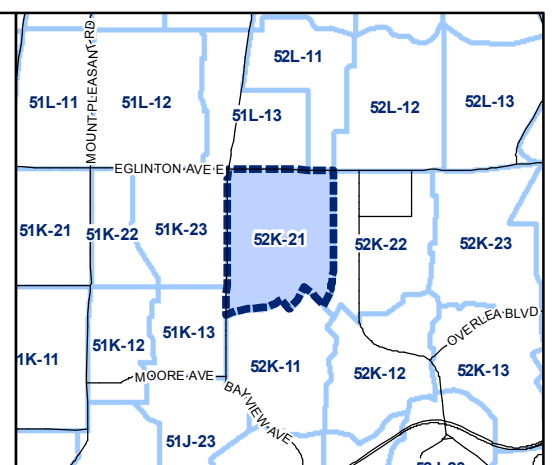 MOUNT PLEASANT RD
52L-11
51L-11
51L-12
51L-13
52L-12
52L-13
EGLINTON AVE E
51K-21
51K-22
51K-23
52K-21
52K-22
52K-23
OVERLEA BLVD
51K-13
51K-12
1K-11
52K-11
52K-12
52K-13
MOORE AVE
BAYVIEW AVE
51J-23